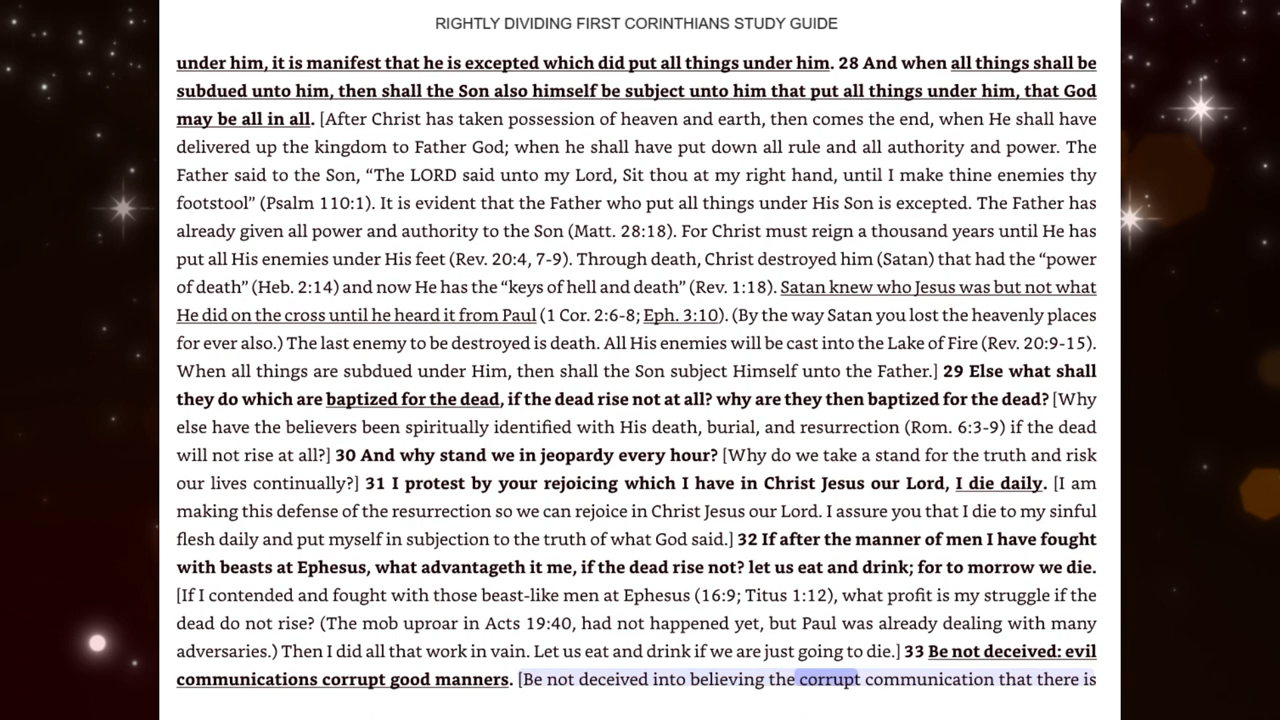 RIGHTLY DIVIDING FIRST CORINTHIANS STUDY GUIDE
under him, it is manifest that he is excepted which did put all things under him. 28 And when all things shall be
subdued unto him, then shall the Son also himself be subject unto him that put all things under him, that God
may be all in all. [After Christ has taken possession of heaven and earth, then comes the end, when He shall have
delivered up the kingdom to Father God; when he shall have put down all rule and all authority and power. The
Father said to the Son, “The LORD said unto my Lord, Sit thou at my right hand, until I make thine enemies thy
footstool” (Psalm 110:1). It is evident that the Father who put all things under His Son is excepted. The Father has
already given all power and authority to the Son (Matt. 28:18). For Christ must reign a thousand years until He has
put all His enemies under His feet (Rev. 20:4, 7-9). Through death, Christ destroyed him (Satan) that had the “power
of death” (Heb. 2:14) and now He has the “keys of hell and death” (Rev. 1:18). Satan knew who Jesus was but not what
He did on the cross until he heard it from Paul (1 Cor. 2:6-8; Eph. 3:10). (By the way Satan you lost the heavenly places
for ever also.) The last enemy to be destroyed is death. All His enemies will be cast into the Lake of Fire (Rev. 20:9-15).
When all things are subdued under Him, then shall the Son subject Himself unto the Father.] 29 Else what shall
they do which are baptized for the dead, if the dead rise not at all? why are they then baptized for the dead? [Why
else have the believers been spiritually identified with His death, burial, and resurrection (Rom. 6:3-9) if the dead
will not rise at all?] 30 And why stand we in jeopardy every hour? [Why do we take a stand for the truth and risk
our lives continually?] 31 I protest by your rejoicing which I have in Christ Jesus our Lord, I die daily. [I am
making this defense of the resurrection so we can rejoice in Christ Jesus our Lord. I assure you that I die to my sinful
flesh daily and put myself in subjection to the truth of what God said.] 32 If after the manner of men I have fought
with beasts at Ephesus, what advantageth it me, if the dead rise not? let us eat and drink; for to morrow we die.
[If I contended and fought with those beast-like men at Ephesus (16:9; Titus 1:12), what profit is my struggle if the
dead do not rise? (The mob uproar in Acts 19:40, had not happened yet, but Paul was already dealing with many
adversaries.) Then I did all that work in vain. Let us eat and drink if we are just going to die.] 33 Be not deceived: evil
communications corrupt good manners. [Be not deceived into believing the corrupt communication that there is